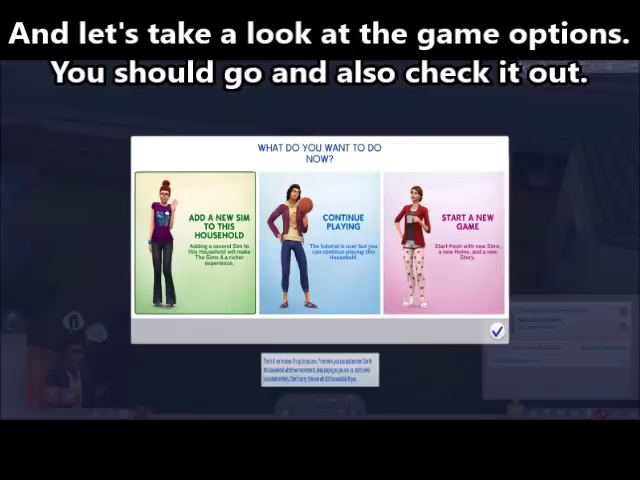 And let's take a look at the game options.
You should go and also check it out.
WHAT DO YOU WANT TO DO
NOW?
ADD A NEW SIM
TO THIS
HOUSEHOLD
Adding a second Sim to
this Household will make
The Sims 4 a richer
experience.
CONTINUE
PLAYING
The tutorial is over but you
can continue playing this
Household.
START A NEW
GAME
Start fresh with new Sims,
a new Home, and a new
Story.